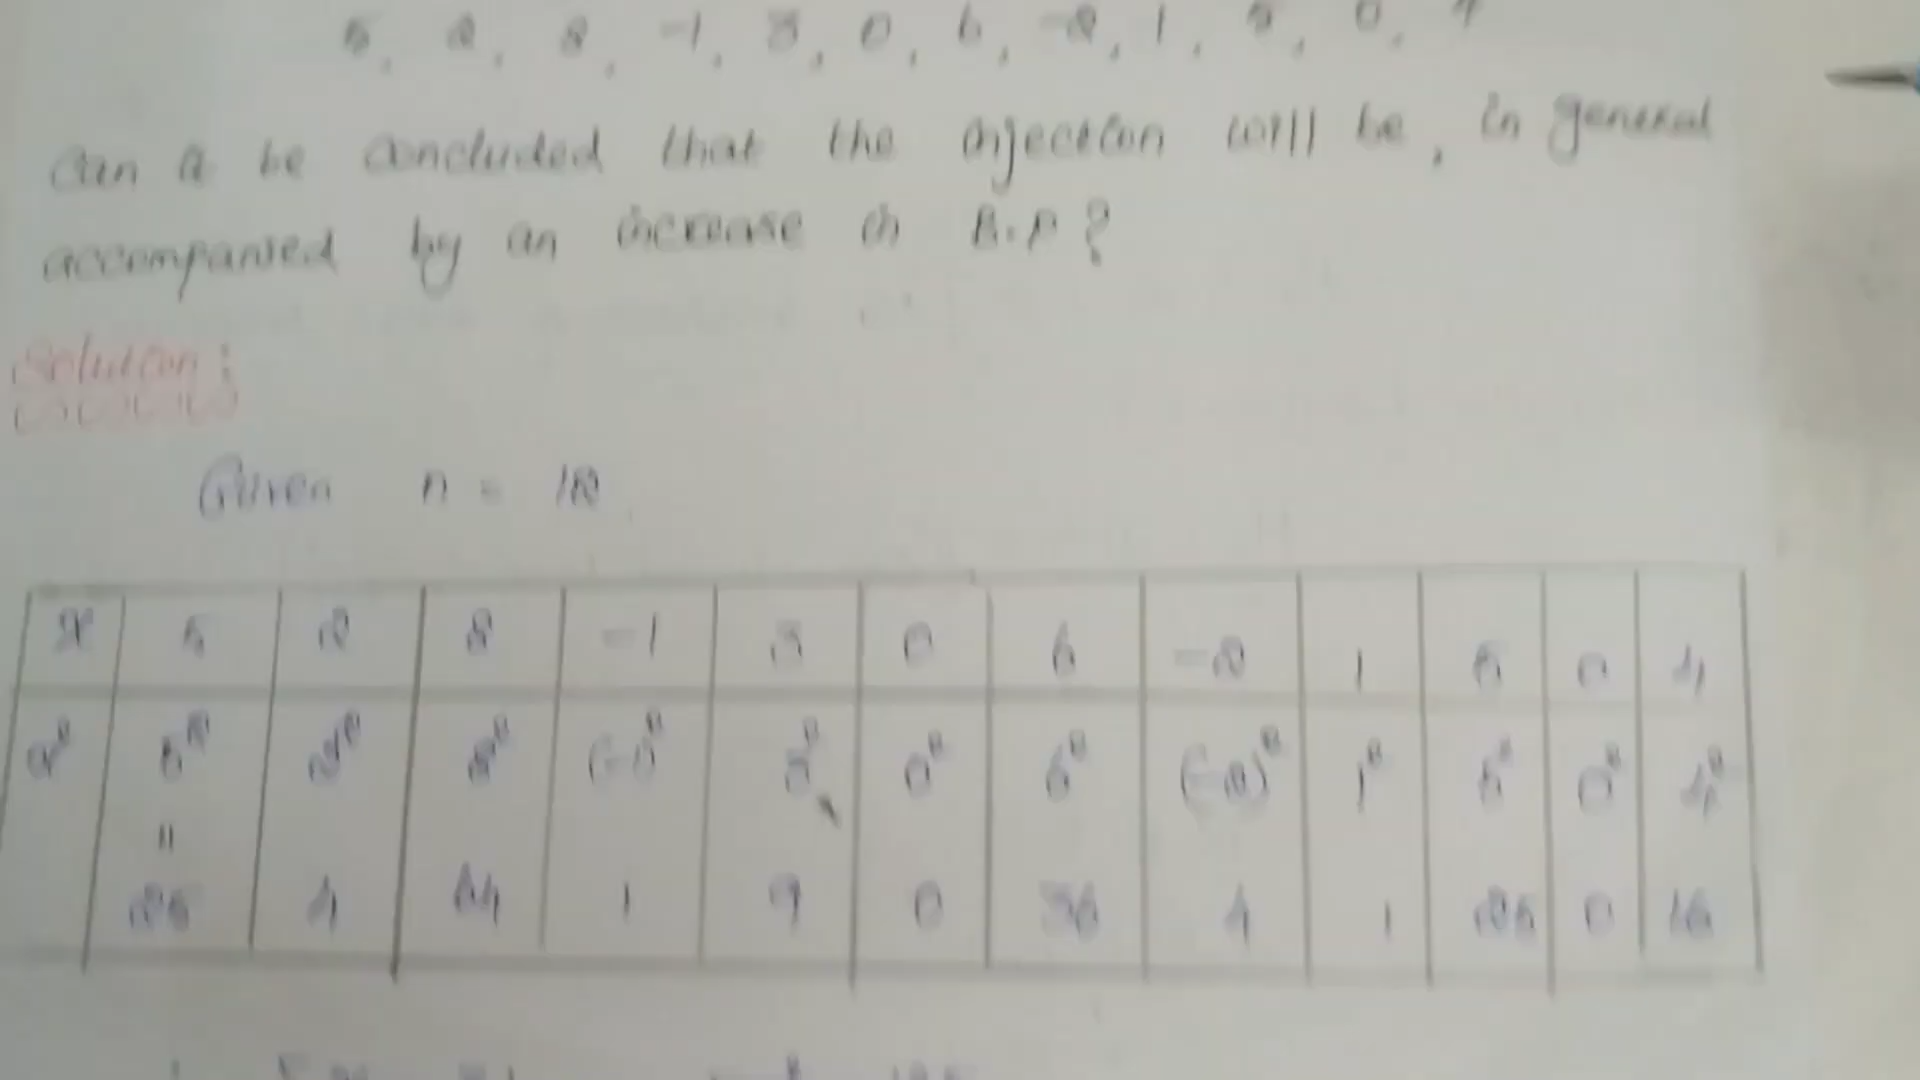 5, 2, 8, -1, 3, 0, 6, -2, 1, 5, 0, 4
Can it be concluded that the injection will be, in general
accompanied by an increase in B.P?
Solution:
Given n = 12
x 5 2 8 -1 3 0 6 -2 1 5 0 4
x² 5² 2² 8² (-1)² 3² 0² 6² (-2)² 1² 5² 0² 4²
"
25 4 64 1 9 0 36 4 1 25 0 16